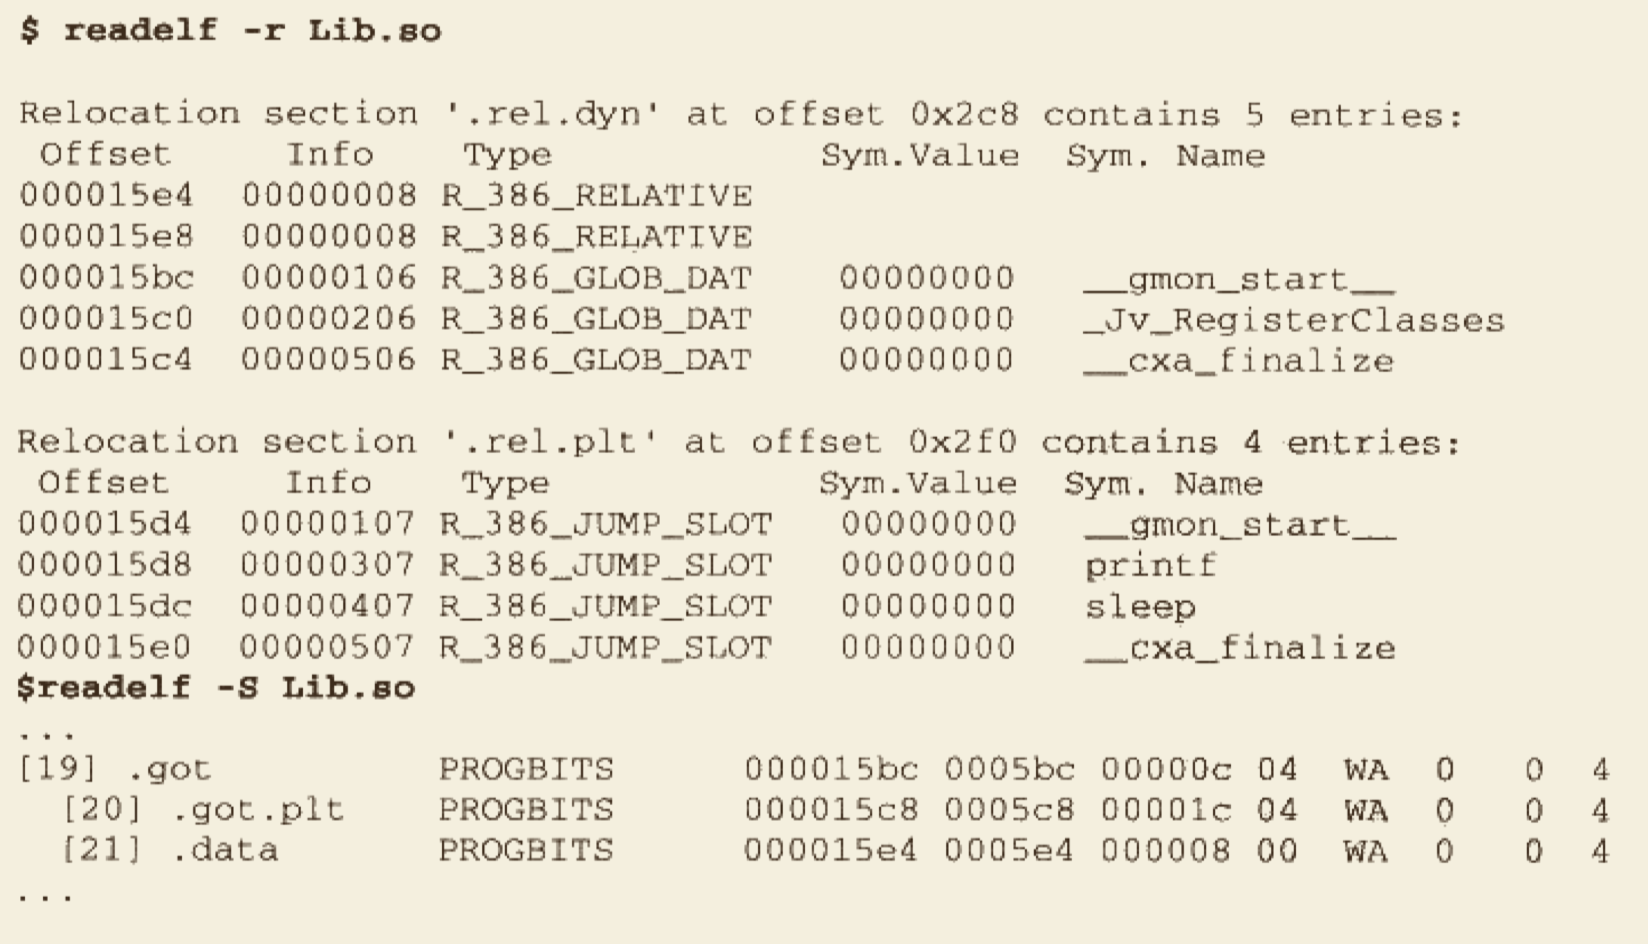 $ readelf -r Lib.so
Relocation section '.rel.dyn' at offset 0x2c8 contains 5 entries:
Offset Info Type Sym.Value Sym. Name
000015e4 00000008 R_386_RELATIVE
000015e8 00000008 R_386_RELATIVE
000015bc 00000106 R_386_GLOB_DAT 00000000 __gmon_start__
000015c0 00000206 R_386_GLOB_DAT 00000000 _Jv_RegisterClasses
000015c4 00000506 R_386_GLOB_DAT 00000000 __cxa_finalize
Relocation section '.rel.plt' at offset 0x2f0 contains 4 entries:
Offset Info Type Sym.Value Sym. Name
000015d4 00000107 R_386_JUMP_SLOT 00000000 __gmon_start__
000015d8 00000307 R_386_JUMP_SLOT 00000000 printf
000015dc 00000407 R_386_JUMP_SLOT 00000000 sleep
000015e0 00000507 R_386_JUMP_SLOT 00000000 __cxa_finalize
$readelf -S Lib.so
...
[19] .got PROGBITS 000015bc 0005bc 00000c 04 WA 0 0 4
[20] .got.plt PROGBITS 000015c8 0005c8 00001c 04 WA 0 0 4
[21] .data PROGBITS 000015e4 0005e4 000008 00 WA 0 0 4
...